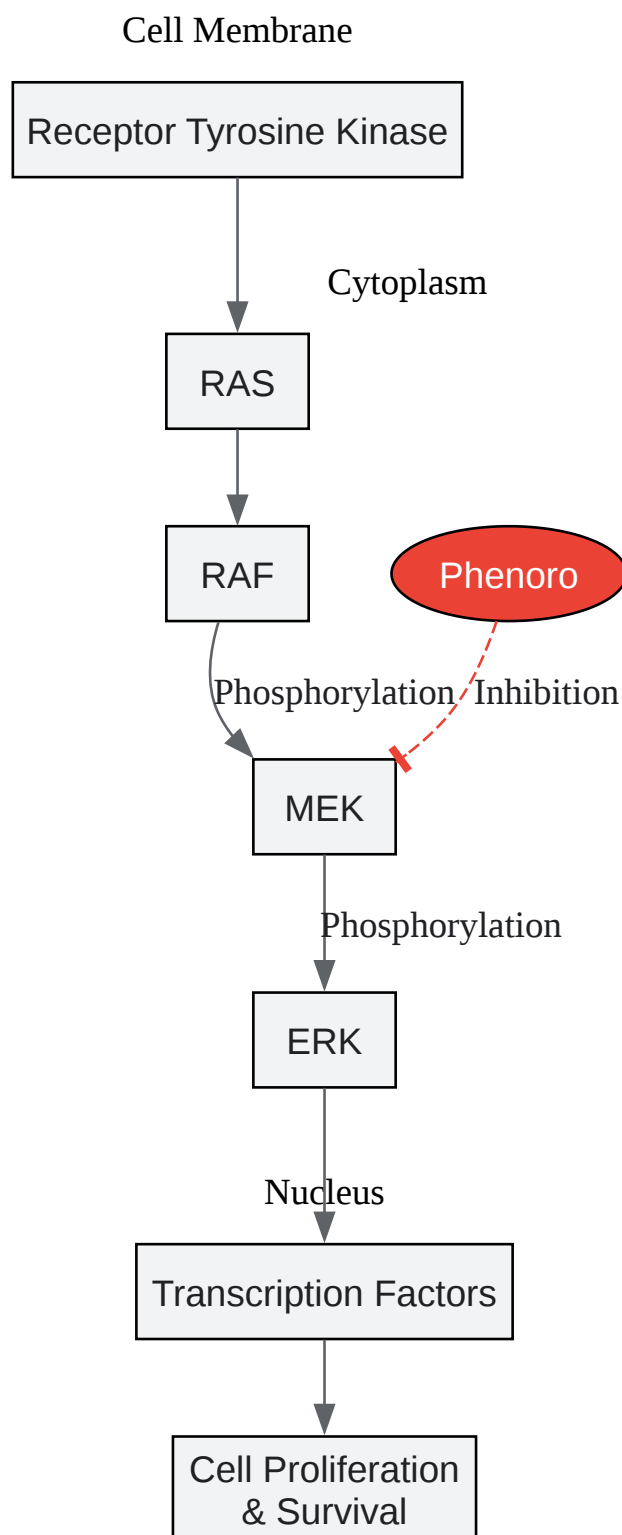 Cell Membrane
Receptor Tyrosine Kinase
Cytoplasm
RAS
RAF
Phenoro
Phosphorylation
Inhibition
MEK
Phosphorylation
ERK
Nucleus
Transcription Factors
Cell Proliferation
& Survival